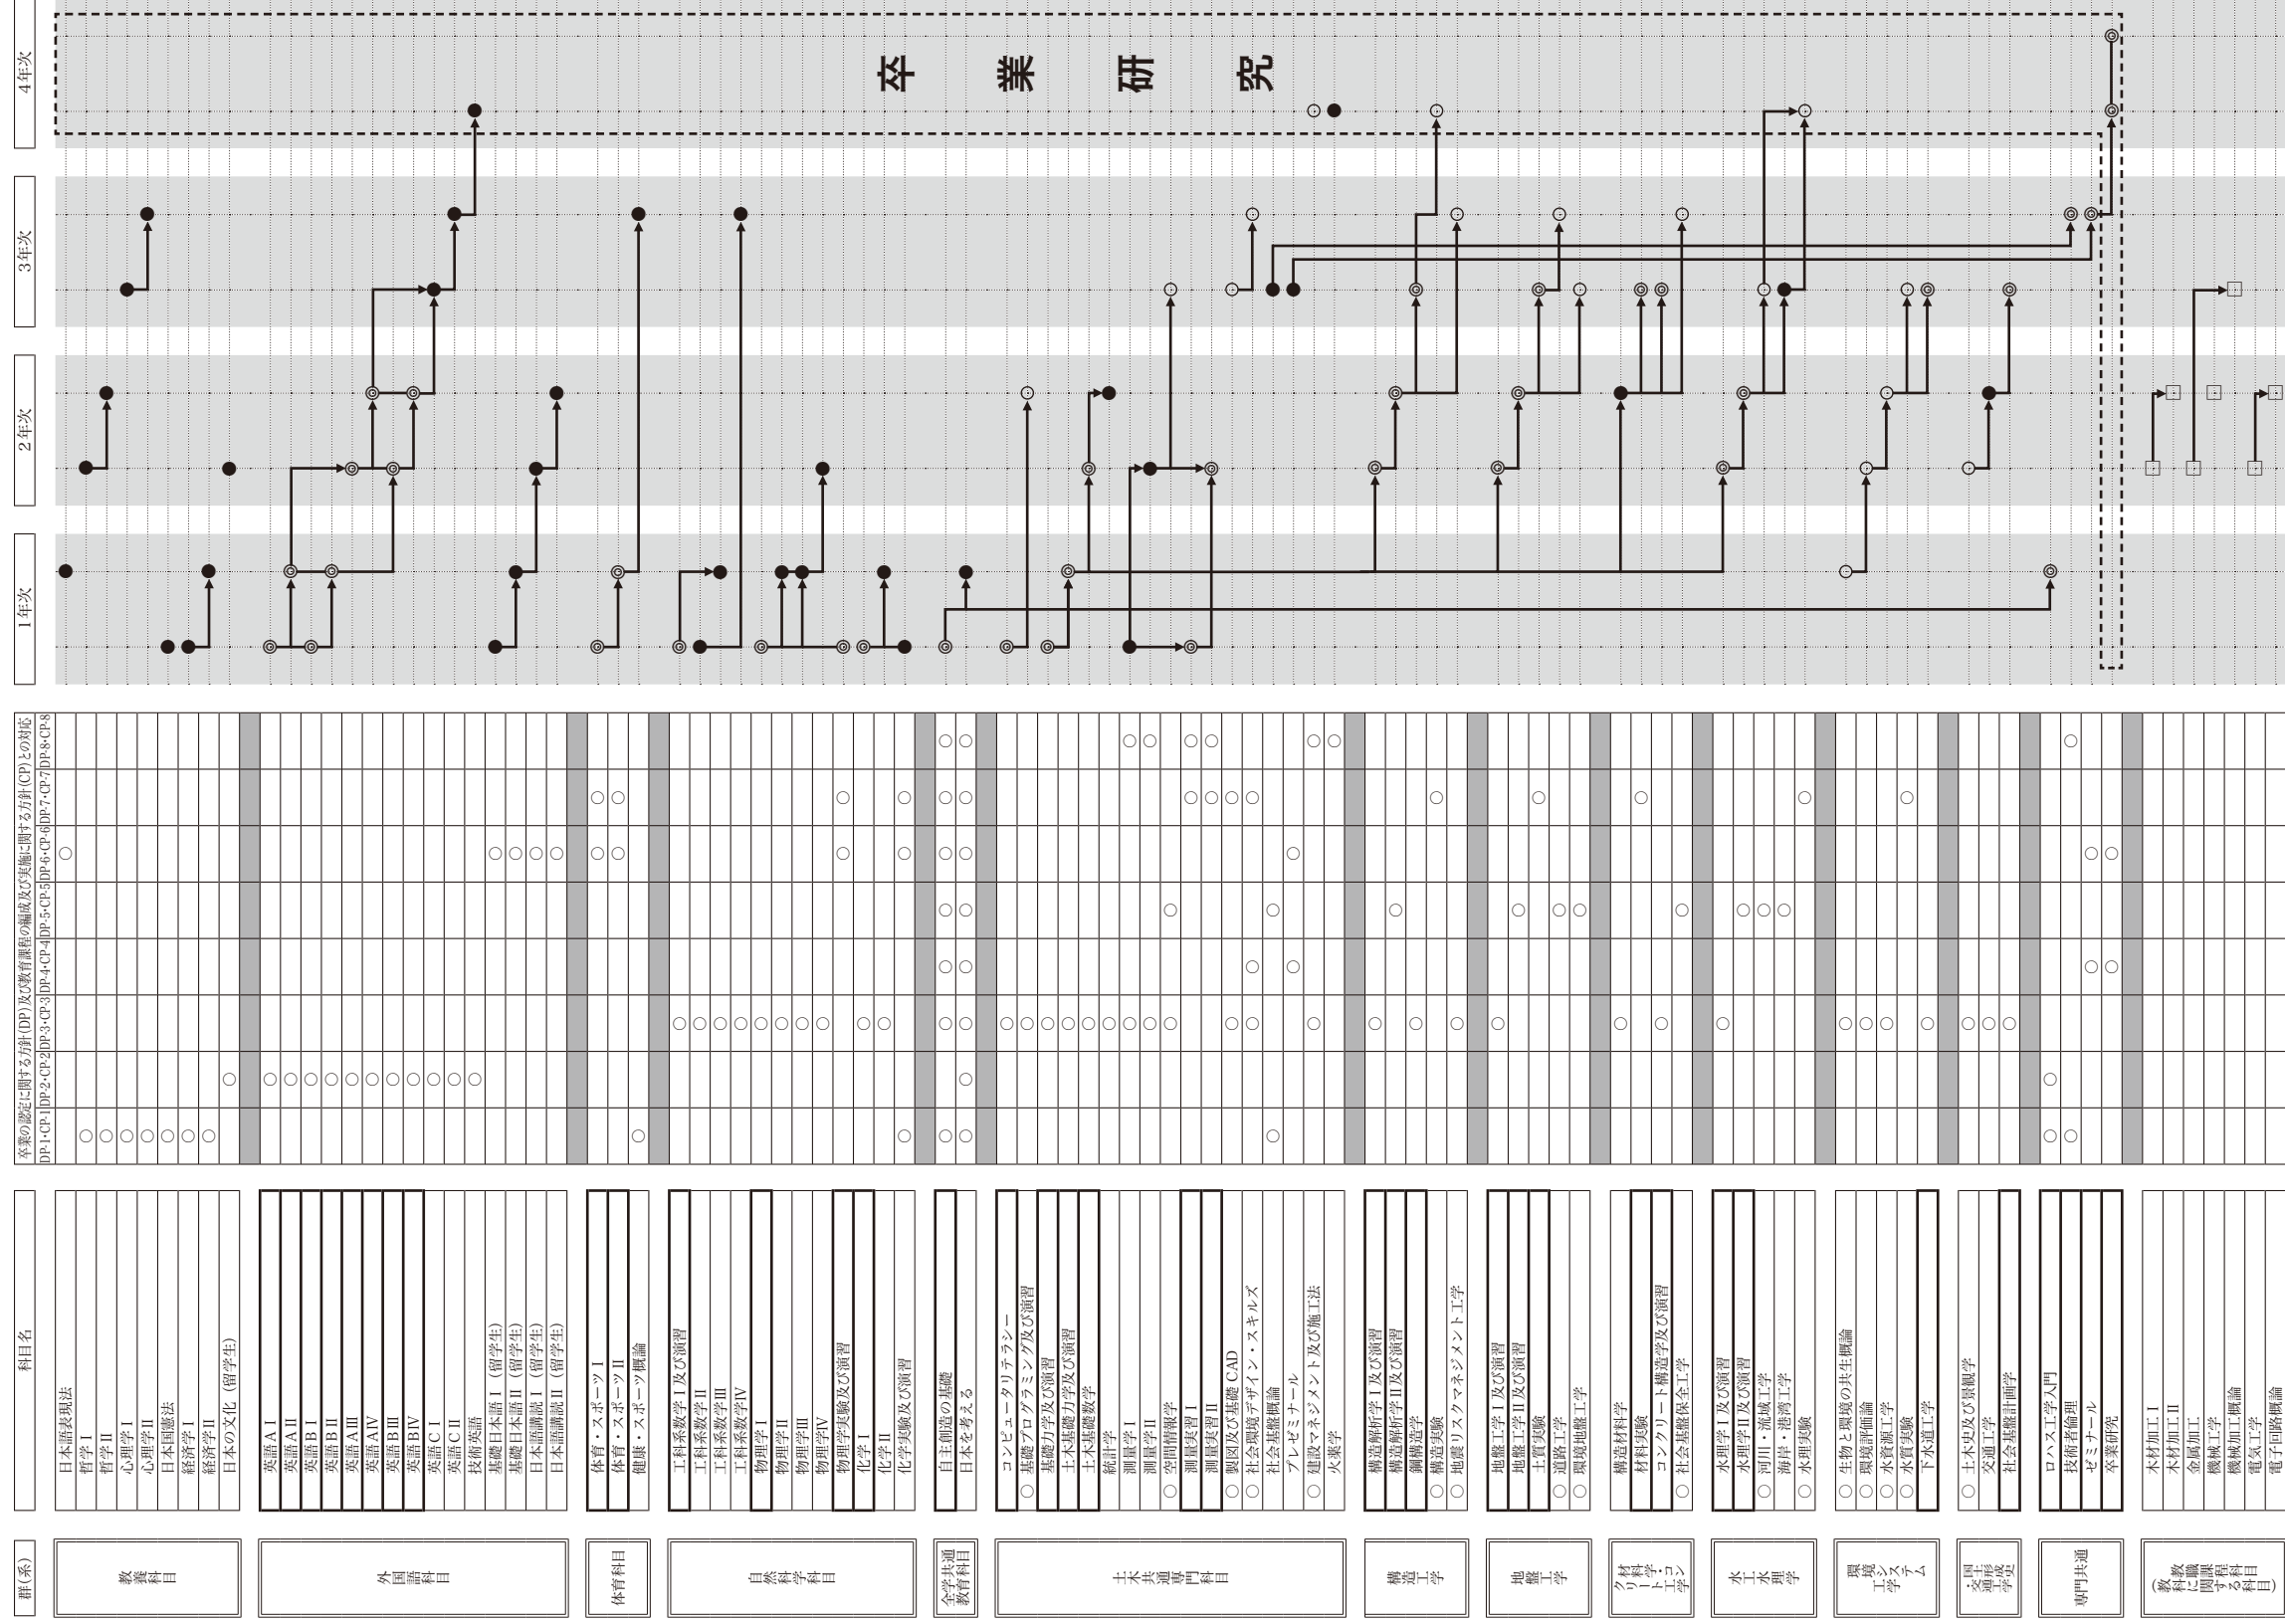 群(系)
科目名
卒業の認定に関する方針(DP)及び教育課程の編成及び実施に関する方針(CP)との対応
DP-1・CP-1
DP-2・CP-2
DP-3・CP-3
DP-4・CP-4
DP-5・CP-5
DP-6・CP-6
DP-7・CP-7
DP-8・CP-8
1年次
2年次
3年次
4年次
教養科目
日本語表現法
哲学Ⅰ
哲学Ⅱ
心理学Ⅰ
心理学Ⅱ
日本国憲法
経済学Ⅰ
経済学Ⅱ
日本の文化(留学生)
外国語科目
英語AⅠ
英語AⅡ
英語BⅠ
英語BⅡ
英語AⅢ
英語AⅣ
英語BⅢ
英語BⅣ
英語CⅠ
英語CⅡ
技術英語
基礎日本語Ⅰ(留学生)
基礎日本語Ⅱ(留学生)
日本語講読Ⅰ(留学生)
日本語講読Ⅱ(留学生)
体育科目
体育・スポーツⅠ
体育・スポーツⅡ
健康・スポーツ概論
自然科学科目
工科系数学Ⅰ及び演習
工科系数学Ⅱ
工科系数学Ⅲ
工科系数学Ⅳ
物理学Ⅰ
物理学Ⅱ
物理学Ⅲ
物理学Ⅳ
物理学実験及び演習
化学Ⅰ
化学Ⅱ
化学実験及び演習
全学共通
教育科目
自主創造の基礎
日本を考える
土木共通専門科目
コンピュータリテラシー
○基礎プログラミング及び演習
基礎力学及び演習
土木基礎力学及び演習
土木基礎数学
統計学
測量学Ⅰ
測量学Ⅱ
○空間情報学
測量実習Ⅰ
測量実習Ⅱ
○製図及び基礎CAD
○社会環境デザイン・スキルズ
社会基盤概論
プレゼミナール
○建設マネジメント及び施工法
火薬学
構造工学
構造解析学Ⅰ及び演習
構造解析学Ⅱ及び演習
鋼構造学
○構造実験
○地震リスクマネジメント工学
地盤工学
地盤工学Ⅰ及び演習
地盤工学Ⅱ及び演習
土質実験
○道路工学
○環境地盤工学
材料学・コン
クリート工学
構造材料学
材料実験
コンクリート構造学及び演習
○社会基盤保全工学
水工水理学
水理学Ⅰ及び演習
水理学Ⅱ及び演習
○河川・流域工学
海岸・港湾工学
○水理実験
環境システム
工学
○生物と環境の共生概論
○環境評価論
○水資源工学
○水質実験
下水道工学
国土形成史
・交通工学
○土木史及び景観学
交通工学
社会基盤計画学
専門共通
ロハス工学入門
技術者倫理
ゼミナール
卒業研究
教職課程
に関する科目
(教科に関する科目)
木材加工Ⅰ
木材加工Ⅱ
金属加工
機械工学
機械加工概論
電気工学
電子回路概論
卒業研究